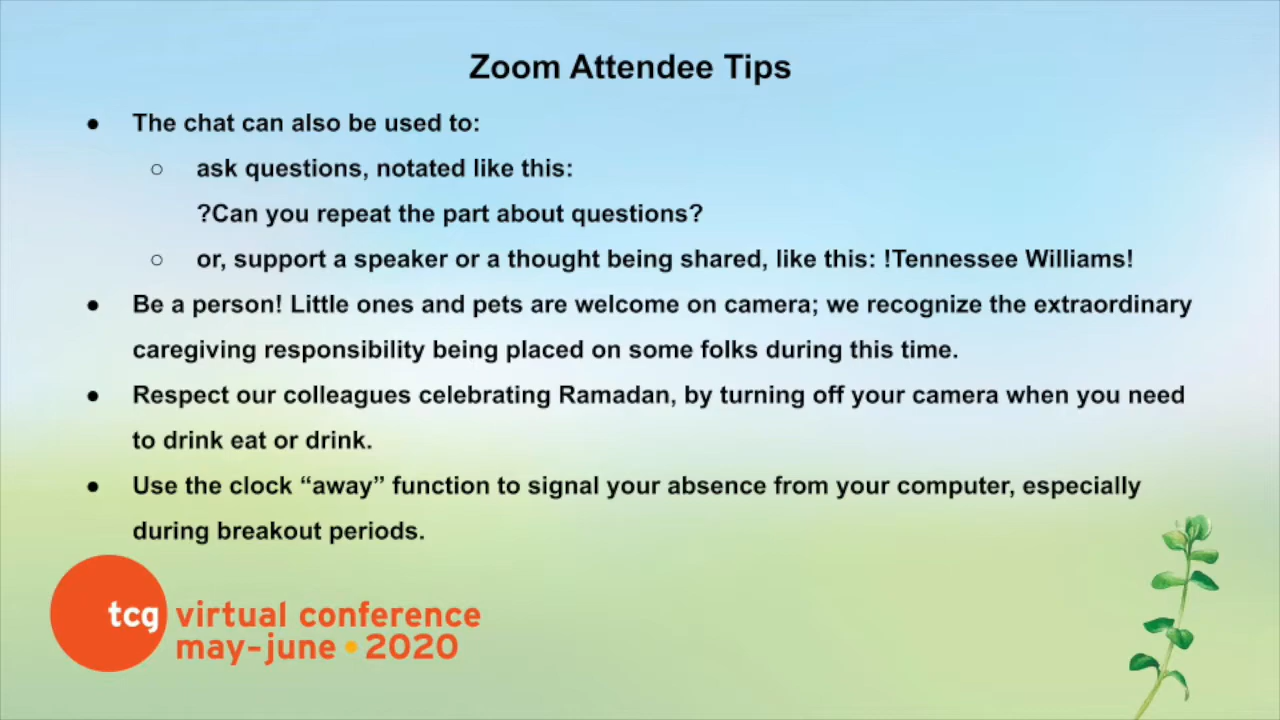 Zoom Attendee Tips
● The chat can also be used to:
○ ask questions, notated like this:
?Can you repeat the part about questions?
○ or, support a speaker or a thought being shared, like this: !Tennessee Williams!
● Be a person! Little ones and pets are welcome on camera; we recognize the extraordinary
caregiving responsibility being placed on some folks during this time.
● Respect our colleagues celebrating Ramadan, by turning off your camera when you need
to drink eat or drink.
● Use the clock “away” function to signal your absence from your computer, especially
during breakout periods.
tcg virtual conference
may-june • 2020